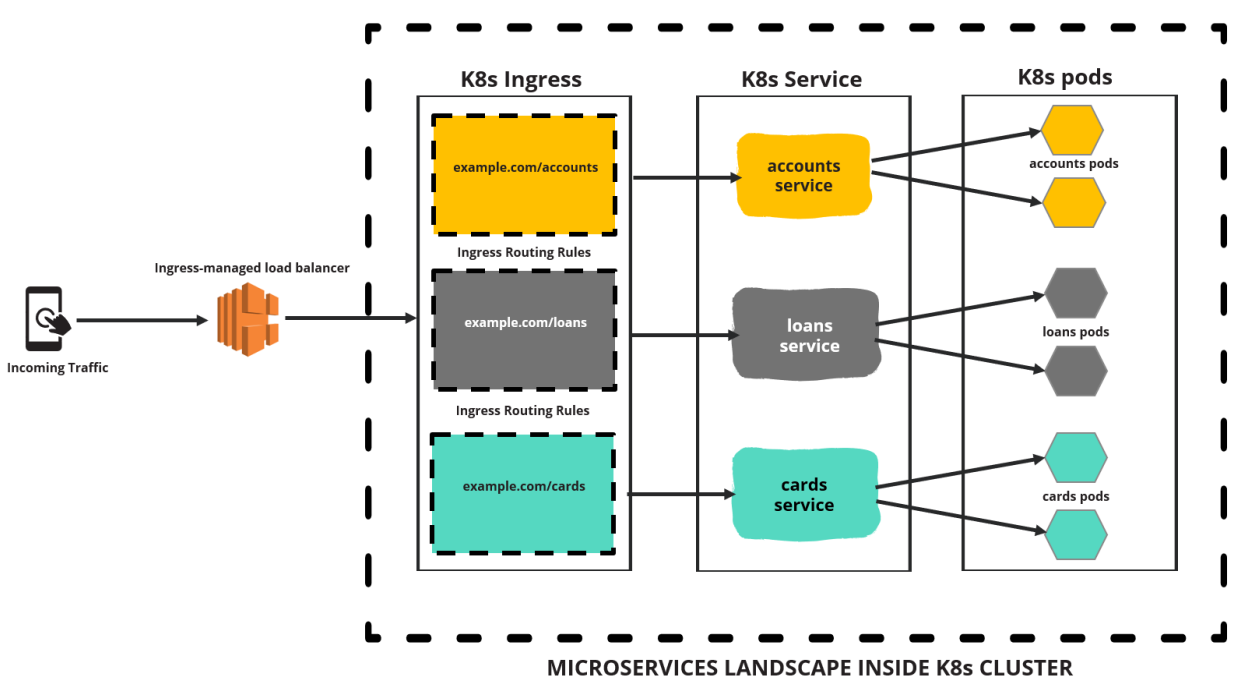 K8s Ingress
K8s Service
K8s pods
example.com/accounts
accounts
service
accounts pods
Ingress Routing Rules
Ingress-managed load balancer
Incoming Traffic
example.com/loans
loans
service
loans pods
Ingress Routing Rules
example.com/cards
cards
service
cards pods
MICROSERVICES LANDSCAPE INSIDE K8s CLUSTER